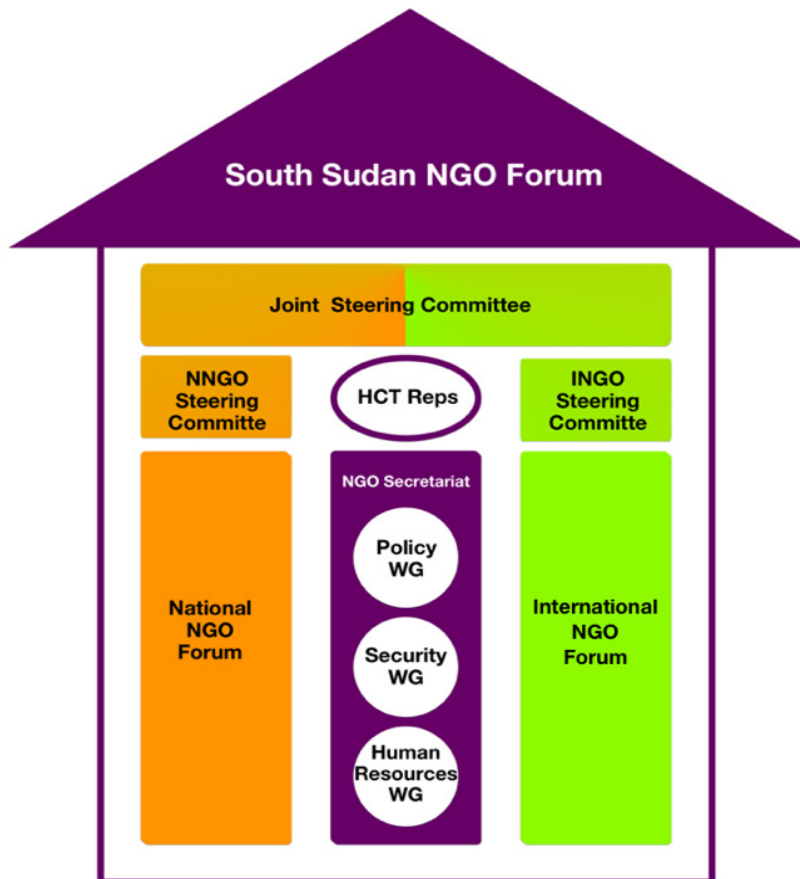 South Sudan NGO Forum
Joint Steering Committee
NNGO
Steering
Committe
HCT Reps
INGO
Steering
Committe
NGO Secretariat
Policy
WG
Security
WG
Human
Resources
WG
National
NGO
Forum
International
NGO
Forum